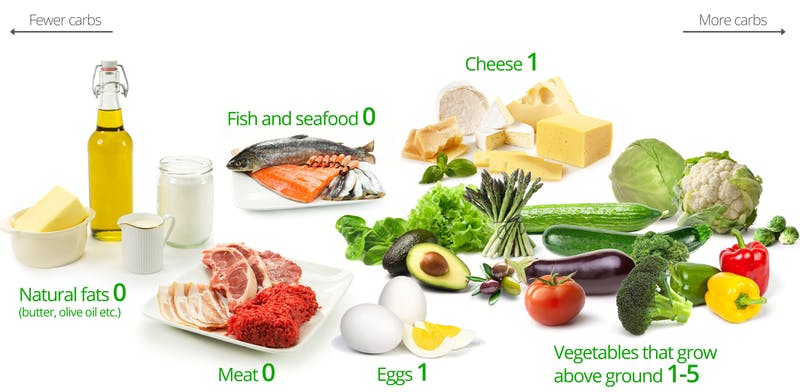 Fewer carbs
More carbs
Cheese 1
Fish and seafood 0
Natural fats 0
(butter, olive oil etc.)
Meat 0
Eggs 1
Vegetables that grow
above ground 1-5